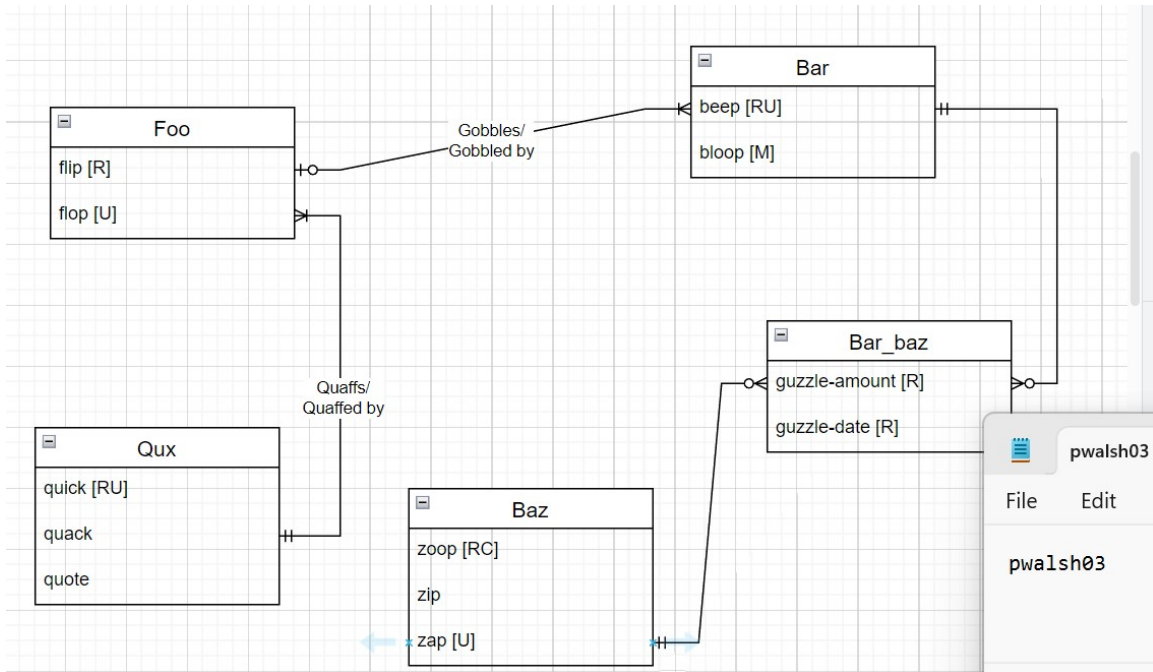 Bar
beep [RU]
bloop [M]
Foo
flip [R]
flop [U]
Gobbles/
Gobbled by
Bar_baz
guzzle-amount [R]
guzzle-date [R]
Quaffs/
Quaffed by
Qux
quick [RU]
quack
quote
Baz
zoop [RC]
zip
zap [U]
pwalsh03
File Edit
pwalsh03